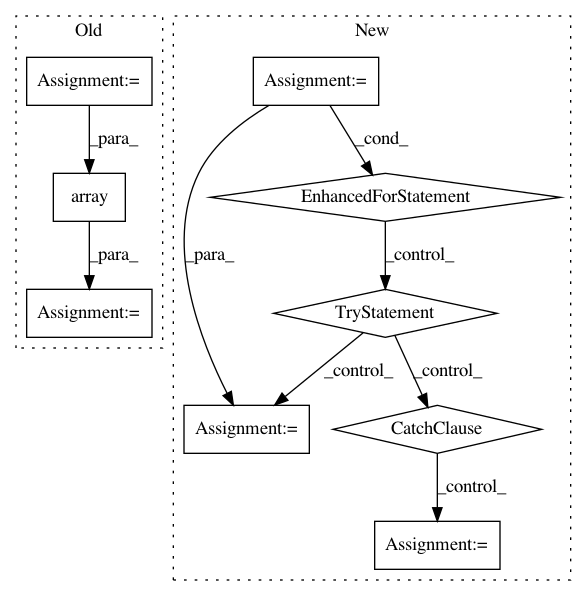 Old
New
Assignment:=
Assignment:=
_para_
_cond_
array
EnhancedForStatement
_para_
_para_
_control_
Assignment:=
TryStatement
_control_
_control_
Assignment:=
CatchClause
_control_
Assignment:=